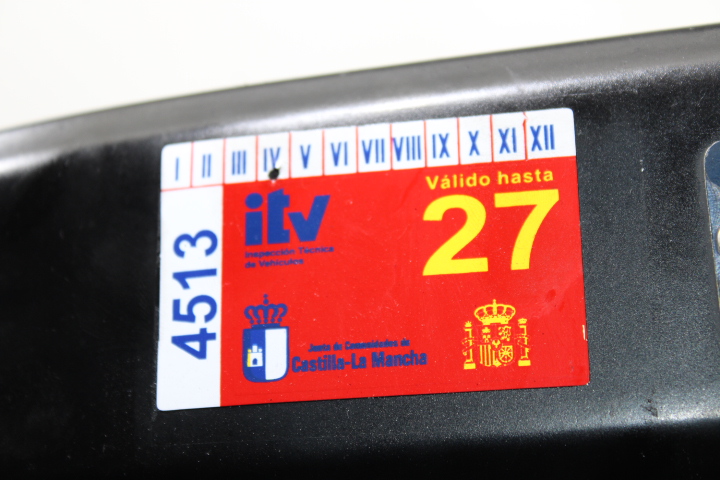 I II III IV V VI VII VIII IX X XI XII
Válido hasta
27
itv
Inspección Técnica
de Vehículos
4513
Junta de Comunidades de
Castilla-La Mancha